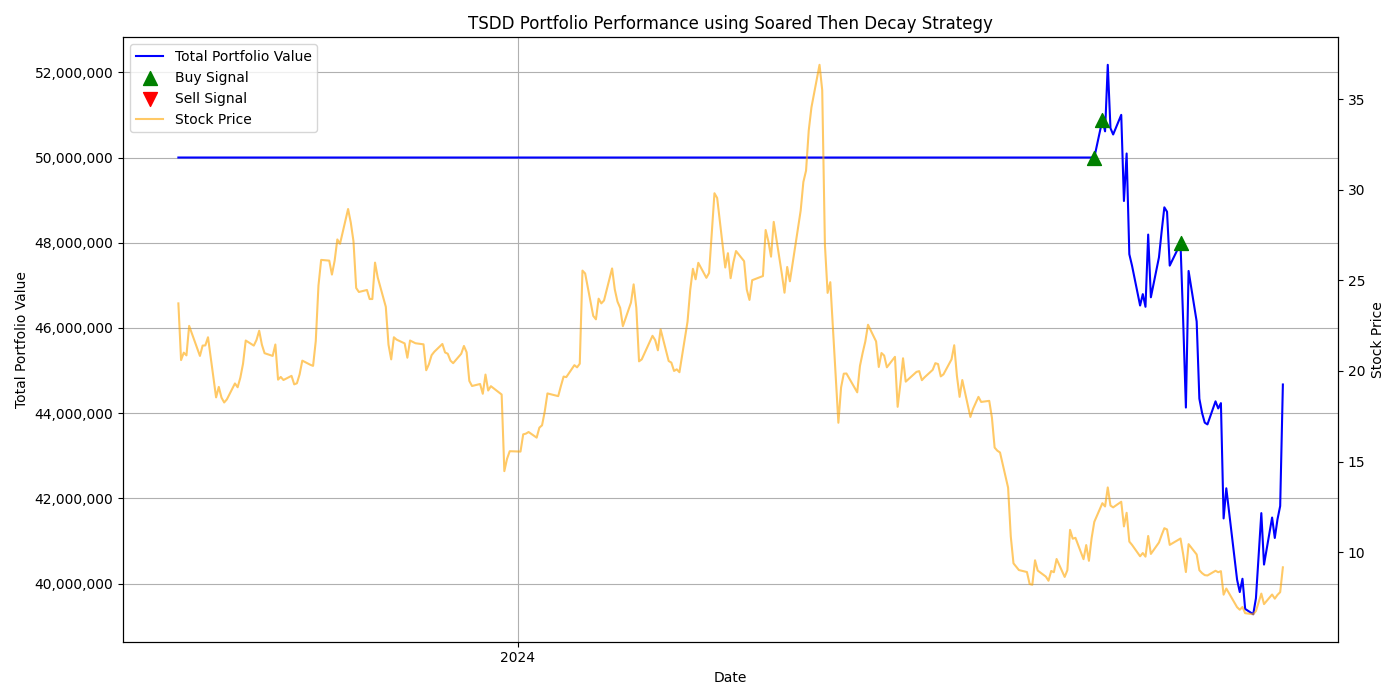 TSDD Portfolio Performance using Soared Then Decay Strategy
Total Portfolio Value
Buy Signal
Sell Signal
Stock Price
52,000,000
50,000,000
48,000,000
46,000,000
44,000,000
42,000,000
40,000,000
Total Portfolio Value
35
30
25
20
15
10
Stock Price
2024
Date